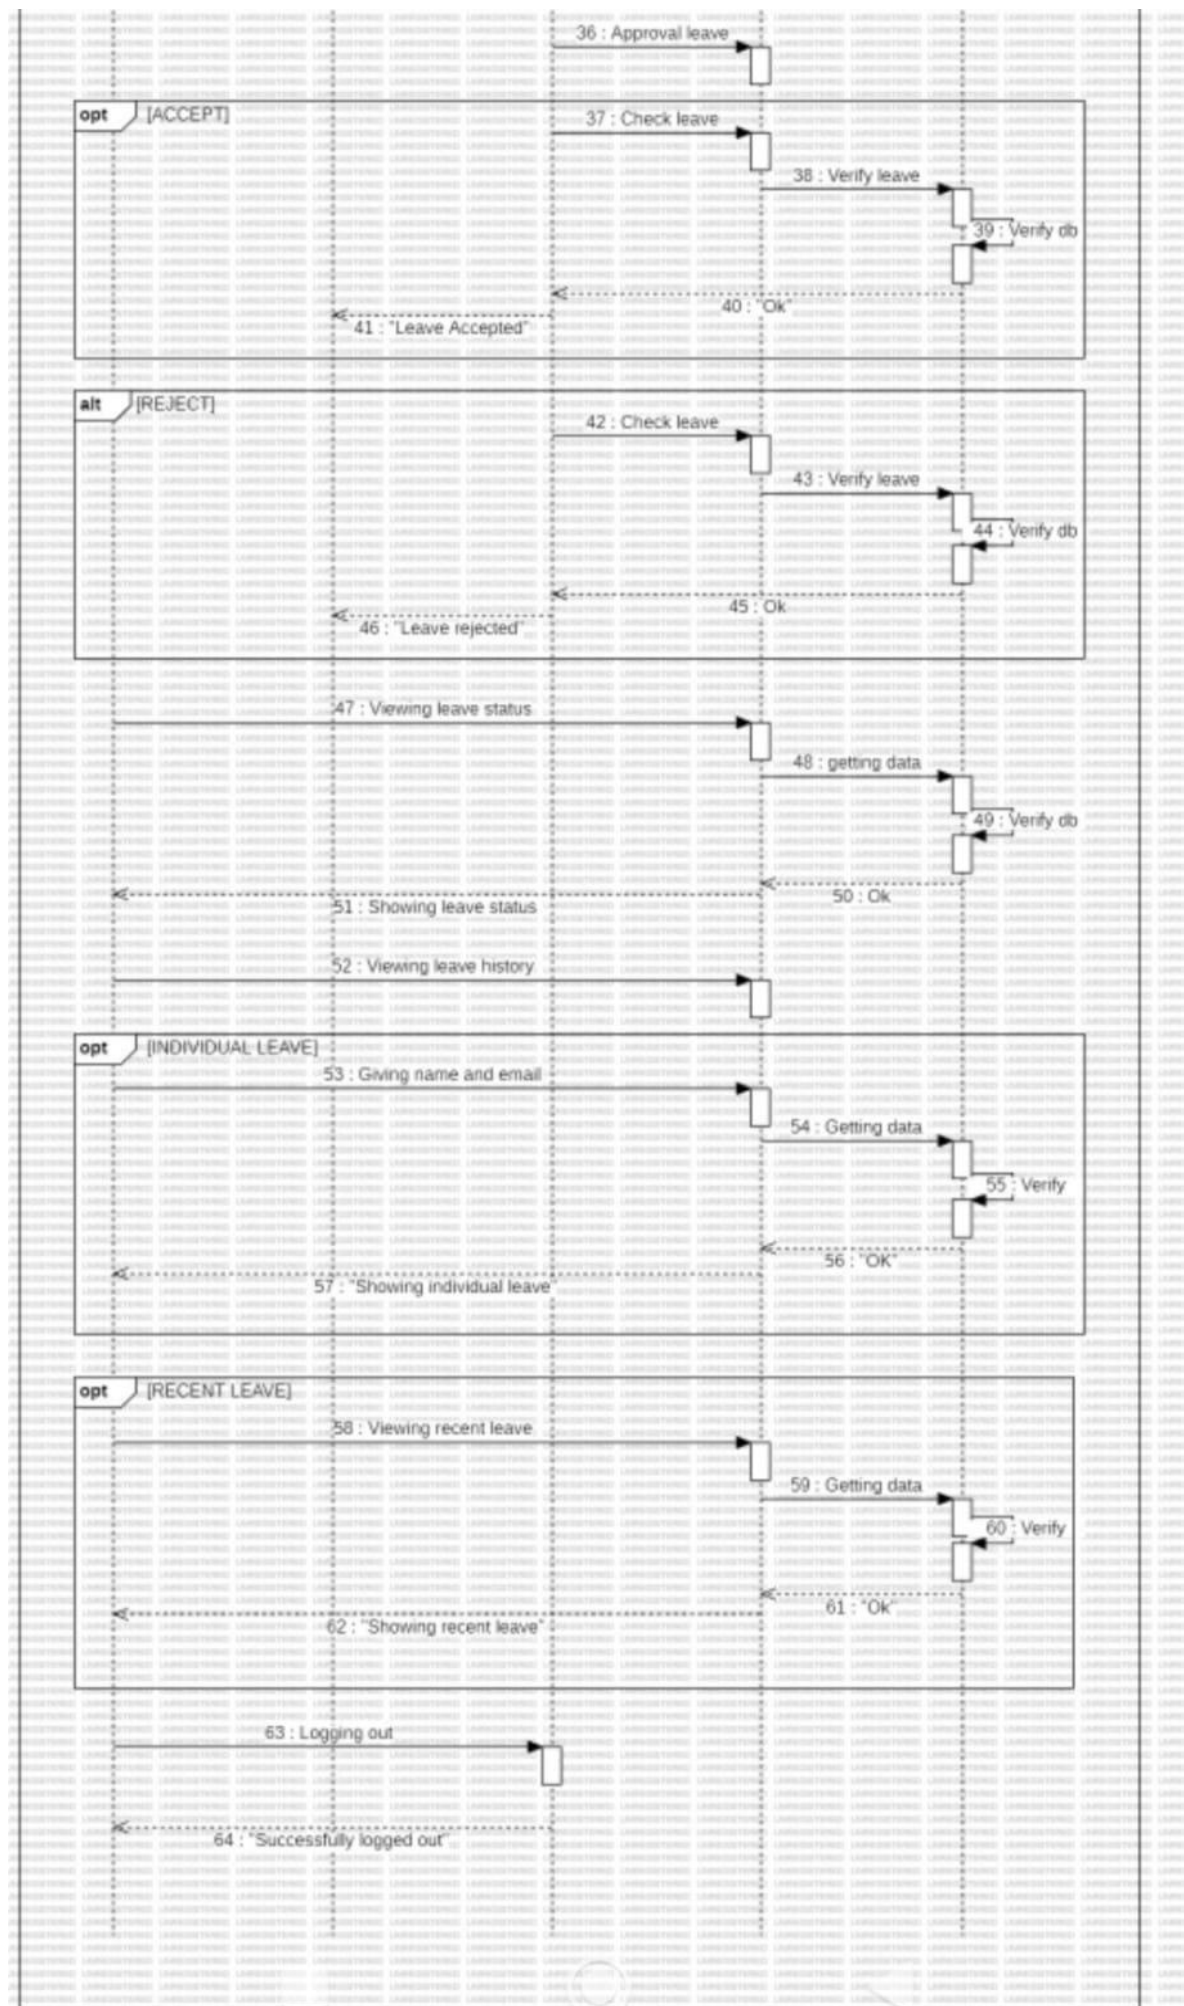 36 : Approval leave
opt [ACCEPT]
37 : Check leave
38 : Verify leave
39 : Verify db
40 : "Ok"
41 : "Leave Accepted"
alt [REJECT]
42 : Check leave
43 : Verify leave
44 : Verify db
45 : Ok
46 : "Leave rejected"
47 : Viewing leave status
48 : getting data
49 : Verify db
50 : Ok
51 : Showing leave status
52 : Viewing leave history
opt [INDIVIDUAL LEAVE]
53 : Giving name and email
54 : Getting data
55 : Verify
56 : "OK"
57 : "Showing individual leave"
opt [RECENT LEAVE]
58 : Viewing recent leave
59 : Getting data
60 : Verify
61 : "Ok"
62 : "Showing recent leave"
63 : Logging out
64 : "Successfully logged out"